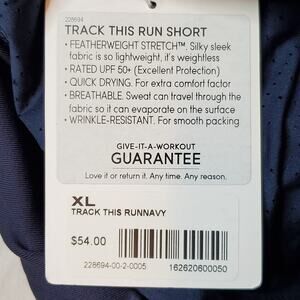 228694
TRACK THIS RUN SHORT
• FEATHERWEIGHT STRETCH™. Silky sleek
fabric is so lightweight, it's weightless
• RATED UPF 50+ (Excellent Protection)
• QUICK DRYING. For extra comfort factor
• BREATHABLE. Sweat can travel through
the fabric so it can evaporate on the surface
• WRINKLE-RESISTANT. For smooth packing
GIVE-IT-A-WORKOUT
GUARANTEE
Love it or return it. Any time. Any reason.
XL
TRACK THIS RUNNAVY
$54.00
228694-00-2-0005
162620600050